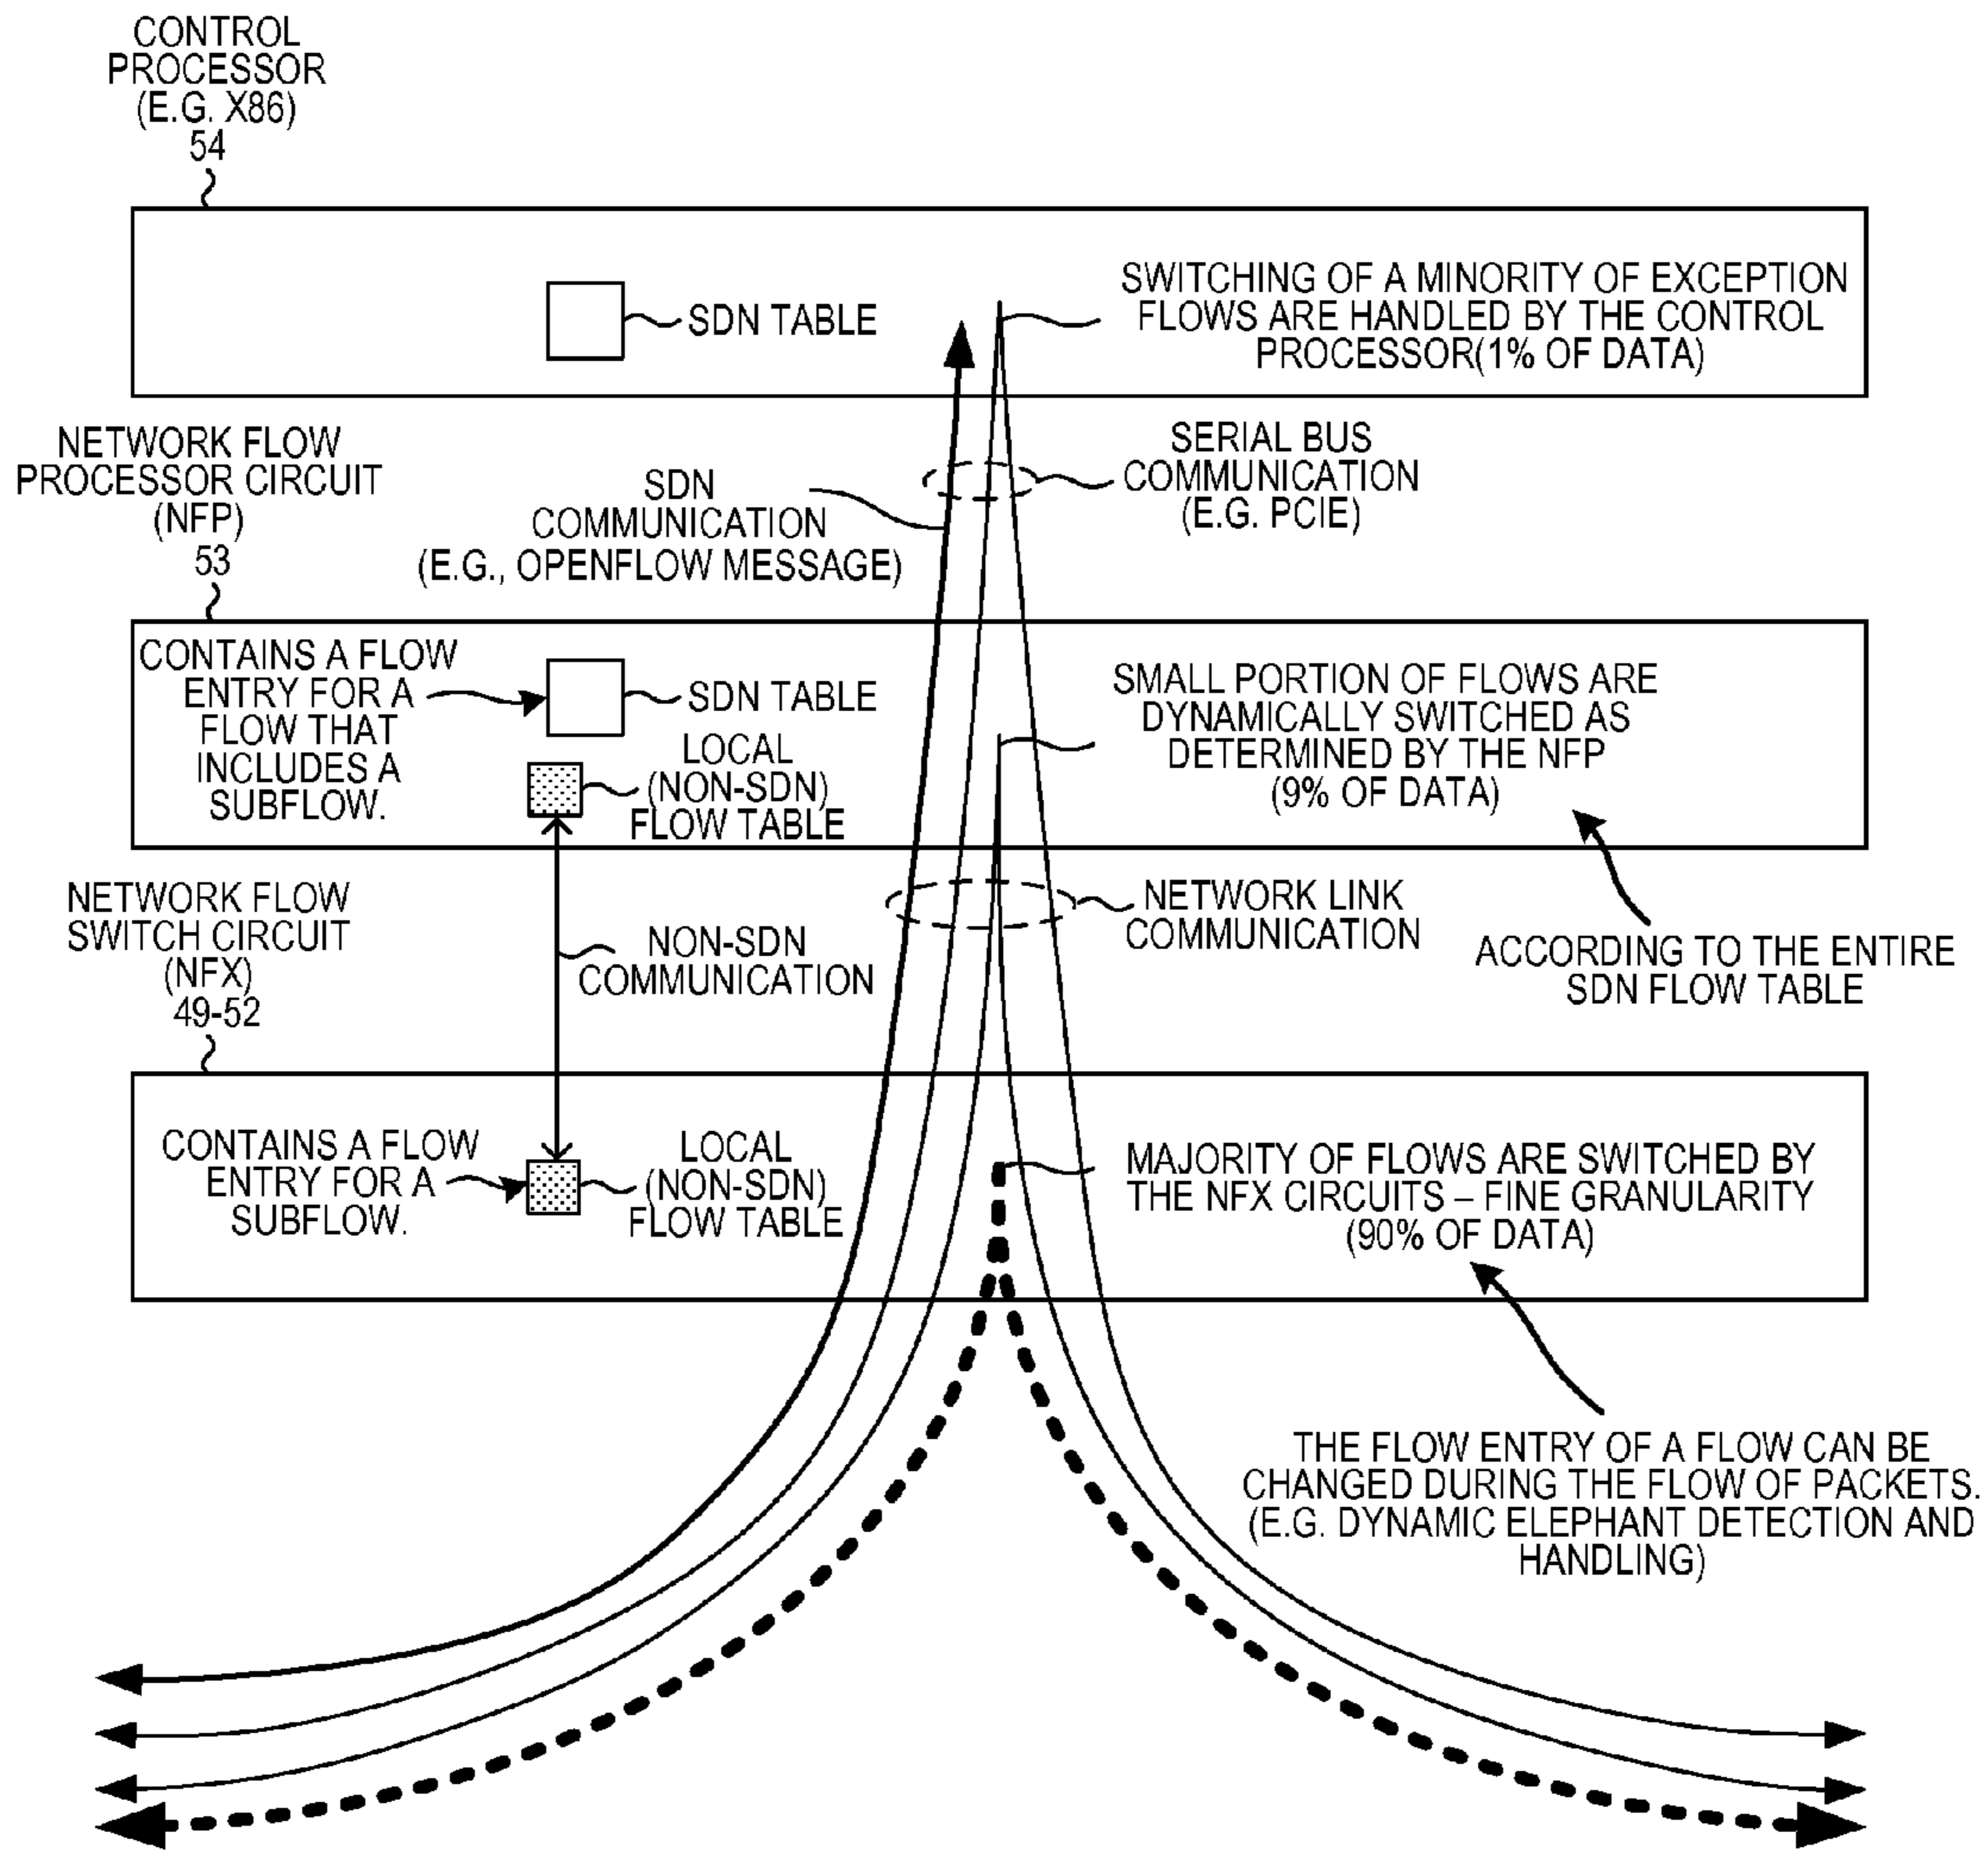 CONTROL
PROCESSOR
(E.G. X86)
54
SDN TABLE
SWITCHING OF A MINORITY OF EXCEPTION
FLOWS ARE HANDLED BY THE CONTROL
PROCESSOR(1% OF DATA)
NETWORK FLOW
PROCESSOR CIRCUIT
(NFP)
53
SDN
COMMUNICATION
(E.G., OPENFLOW MESSAGE)
SERIAL BUS
COMMUNICATION
(E.G. PCIE)
CONTAINS A FLOW
ENTRY FOR A
FLOW THAT
INCLUDES A
SUBFLOW.
SDN TABLE
LOCAL
(NON-SDN)
FLOW TABLE
SMALL PORTION OF FLOWS ARE
DYNAMICALLY SWITCHED AS
DETERMINED BY THE NFP
(9% OF DATA)
NETWORK FLOW
SWITCH CIRCUIT
(NFX)
49-52
NON-SDN
COMMUNICATION
NETWORK LINK
COMMUNICATION
ACCORDING TO THE ENTIRE
SDN FLOW TABLE
CONTAINS A FLOW
ENTRY FOR A
SUBFLOW.
LOCAL
(NON-SDN)
FLOW TABLE
MAJORITY OF FLOWS ARE SWITCHED BY
THE NFX CIRCUITS – FINE GRANULARITY
(90% OF DATA)
THE FLOW ENTRY OF A FLOW CAN BE
CHANGED DURING THE FLOW OF PACKETS.
(E.G. DYNAMIC ELEPHANT DETECTION AND
HANDLING)